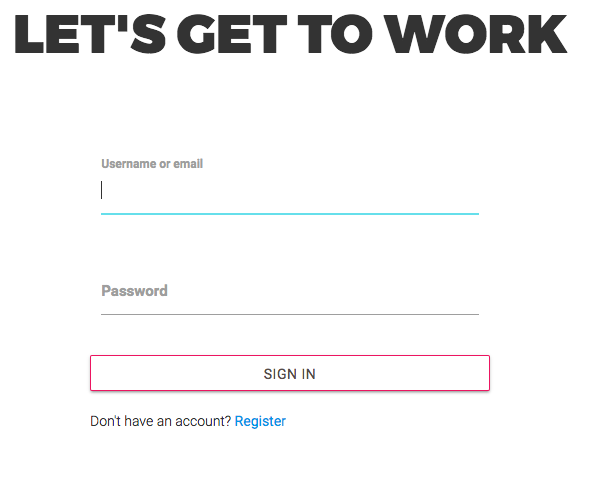 LET'S GET TO WORK
Username or email
Password
SIGN IN
Don't have an account? Register